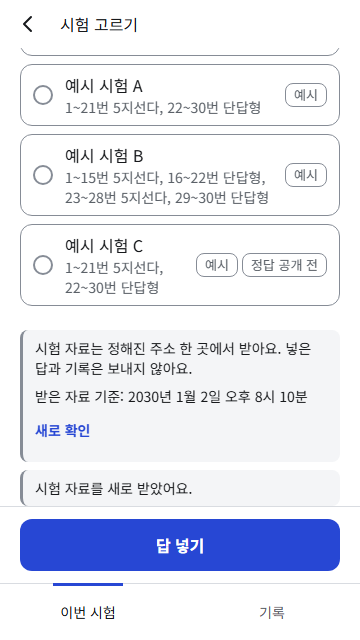 시험 고르기
예시 시험 A
1~21번 5지선다, 22~30번 단답형
예시
예시 시험 B
1~15번 5지선다, 16~22번 단답형,
23~28번 5지선다, 29~30번 단답형
예시
예시 시험 C
1~21번 5지선다,
22~30번 단답형
예시
정답 공개 전
시험 자료는 정해진 주소 한 곳에서 받아요. 넣은
답과 기록은 보내지 않아요.
받은 자료 기준: 2030년 1월 2일 오후 8시 10분
새로 확인
시험 자료를 새로 받았어요.
답 넣기
이번 시험
기록